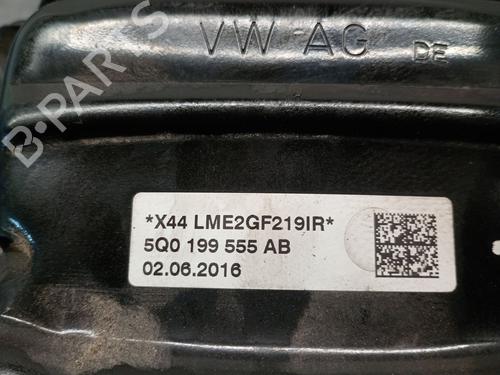 VW AG DE
B-PARTS
*X44 LME2GF219IR*
5Q0 199 555 AB
02.06.2016